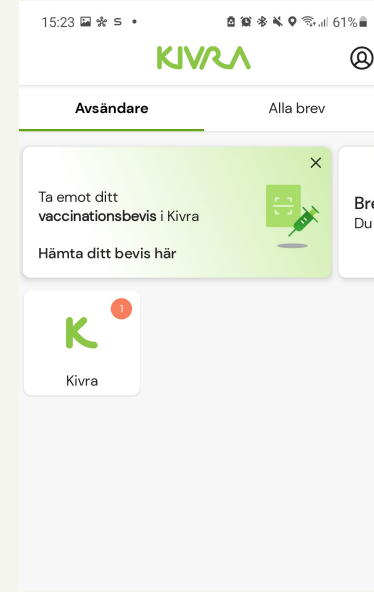 15:23 61%
KIVRA
Avsändare Alla brev
Ta emot ditt
vaccinationsbevis i Kivra
Hämta ditt bevis här
Bre
Du
1
Kivra